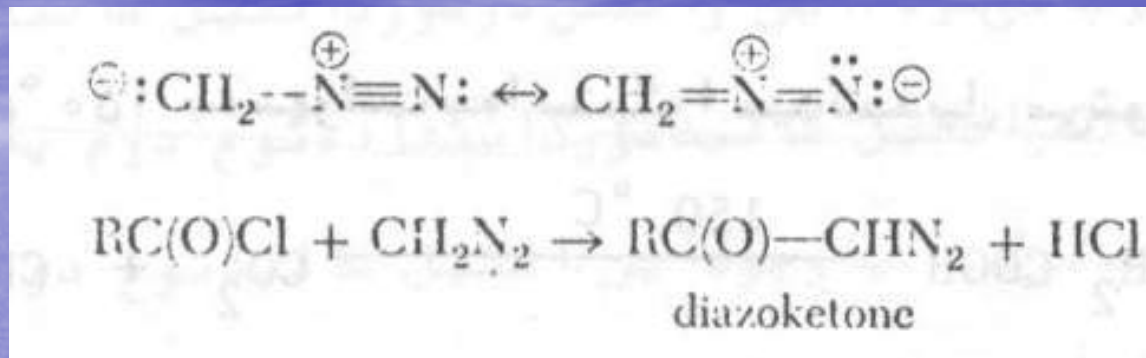 ⊖:CH₂–N⊕≡N: ↔ CH₂=N⊕=N̈:⊖
RC(O)Cl + CH₂N₂ → RC(O)—CHN₂ + HCl
diazoketone